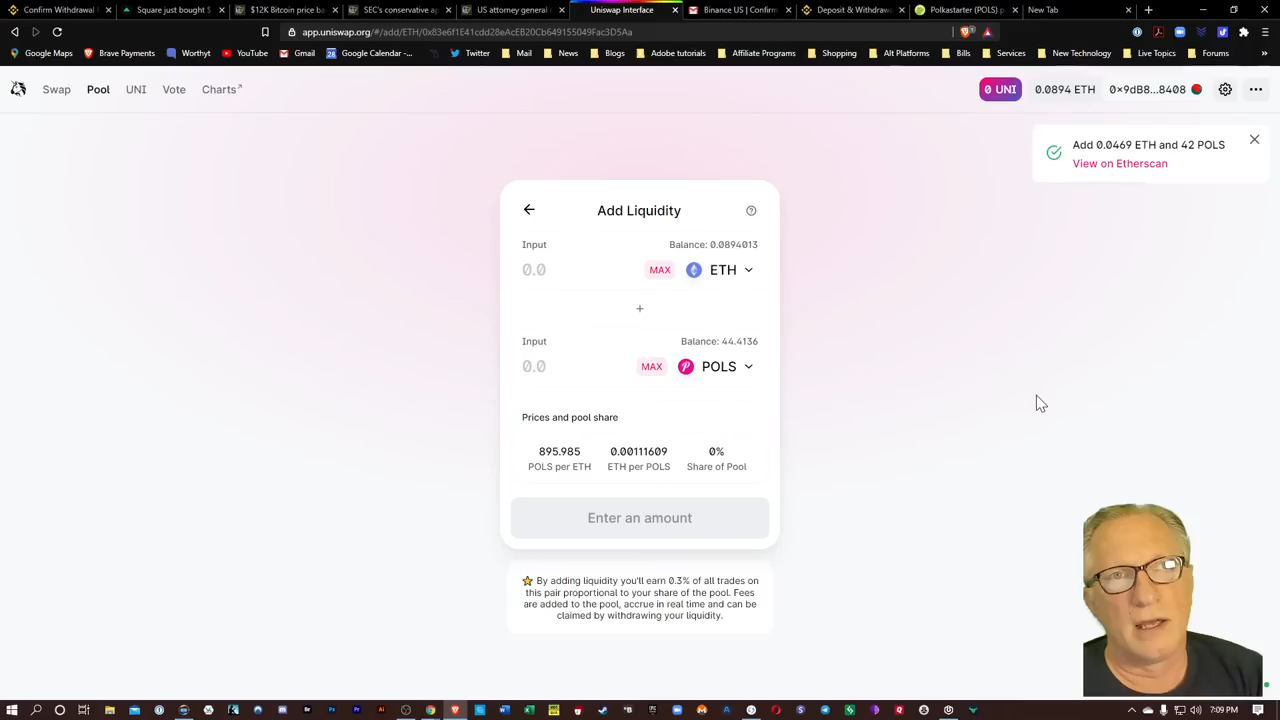 Confirm Withdrawal
Square just bought $
$12K Bitcoin price ba
SEC's conservative ap
US attorney general
Uniswap Interface
Binance US | Confirm
Deposit & Withdrawa
Polkastarter (POLS) p
New Tab
app.uniswap.org/#/add/ETH/0x83e6f1E41cdd28eAcEB20Cb649155049Fac3D5Aa
Google Maps
Brave Payments
Worthyt
YouTube
Gmail
Google Calendar -...
Twitter
Mail
News
Blogs
Adobe tutorials
Affiliate Programs
Shopping
Alt Platforms
Bills
Services
New Technology
Live Topics
Forums
Swap
Pool
UNI
Vote
Charts↗
0 UNI
0.0894 ETH
0×9dB8...8408
Add 0.0469 ETH and 42 POLS
View on Etherscan
Add Liquidity
Input
Balance: 0.0894013
0.0
MAX
ETH
+
Input
Balance: 44.4136
0.0
MAX
POLS
Prices and pool share
895.985
0.00111609
0%
POLS per ETH
ETH per POLS
Share of Pool
Enter an amount
⭐ By adding liquidity you'll earn 0.3% of all trades on
this pair proportional to your share of the pool. Fees
are added to the pool, accrue in real time and can be
claimed by withdrawing your liquidity.
7:09 PM